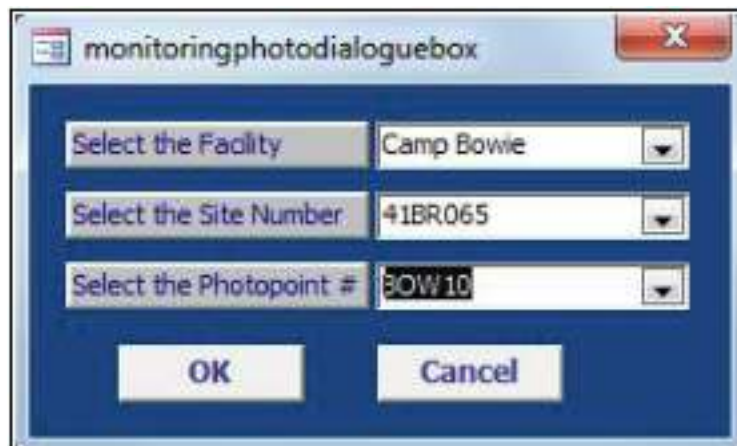 monitoringphotodialoguebox
Select the Facility Camp Bowie
Select the Site Number 41BR065
Select the Photopoint # BOW10
OK Cancel